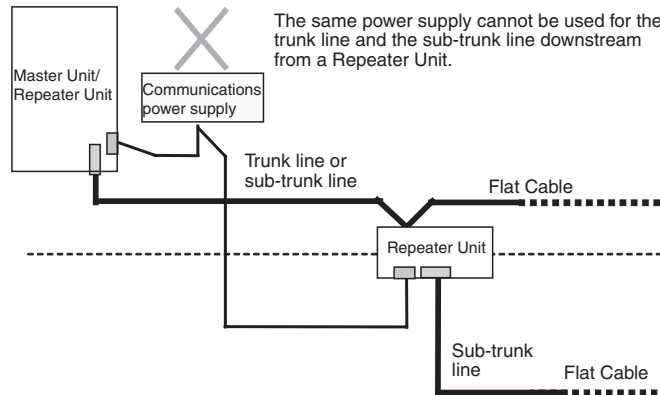 The same power supply cannot be used for the
trunk line and the sub-trunk line downstream
from a Repeater Unit.
Master Unit/
Repeater Unit
Communications
power supply
Trunk line or
sub-trunk line
Flat Cable
Repeater Unit
Sub-trunk
line
Flat Cable